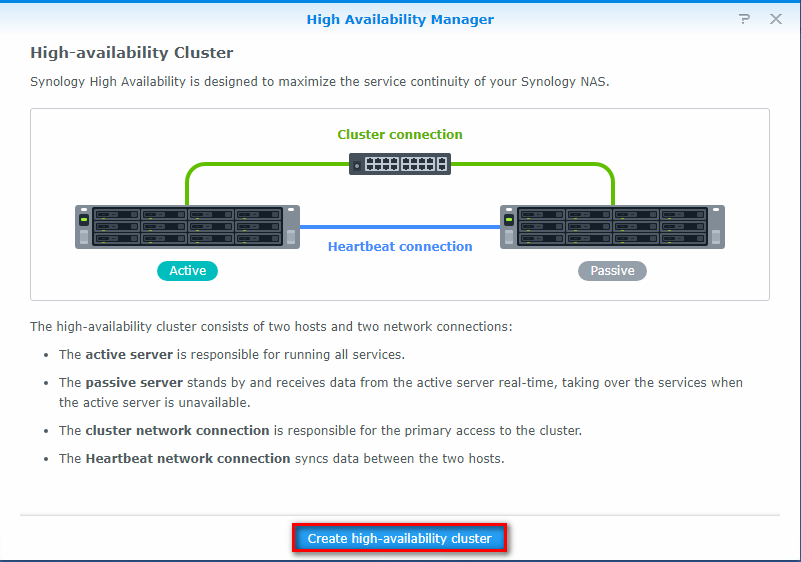 High Availability Manager
High-availability Cluster
Synology High Availability is designed to maximize the service continuity of your Synology NAS.
Cluster connection
Heartbeat connection
Active
Passive
The high-availability cluster consists of two hosts and two network connections:
• The active server is responsible for running all services.
• The passive server stands by and receives data from the active server real-time, taking over the services when
the active server is unavailable.
• The cluster network connection is responsible for the primary access to the cluster.
• The Heartbeat network connection syncs data between the two hosts.
Create high-availability cluster